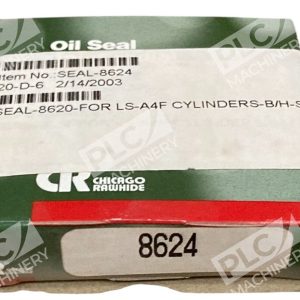 Oil Seal
Item No.:SEAL-8624
20-D-6 2/14/2003
SEAL-8620-FOR LS-A4F CYLINDERS-B/H-S
CR CHICAGO
RAWHIDE
8624
PLC
MACHINERY